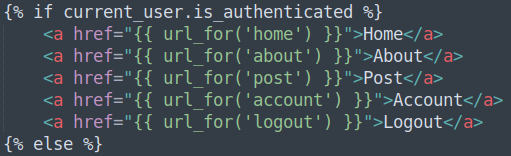 {% if current_user.is_authenticated %}
<a href="{{ url_for('home') }}">Home</a>
<a href="{{ url_for('about') }}">About</a>
<a href="{{ url_for('post') }}">Post</a>
<a href="{{ url_for('account') }}">Account</a>
<a href="{{ url_for('logout') }}">Logout</a>
{% else %}